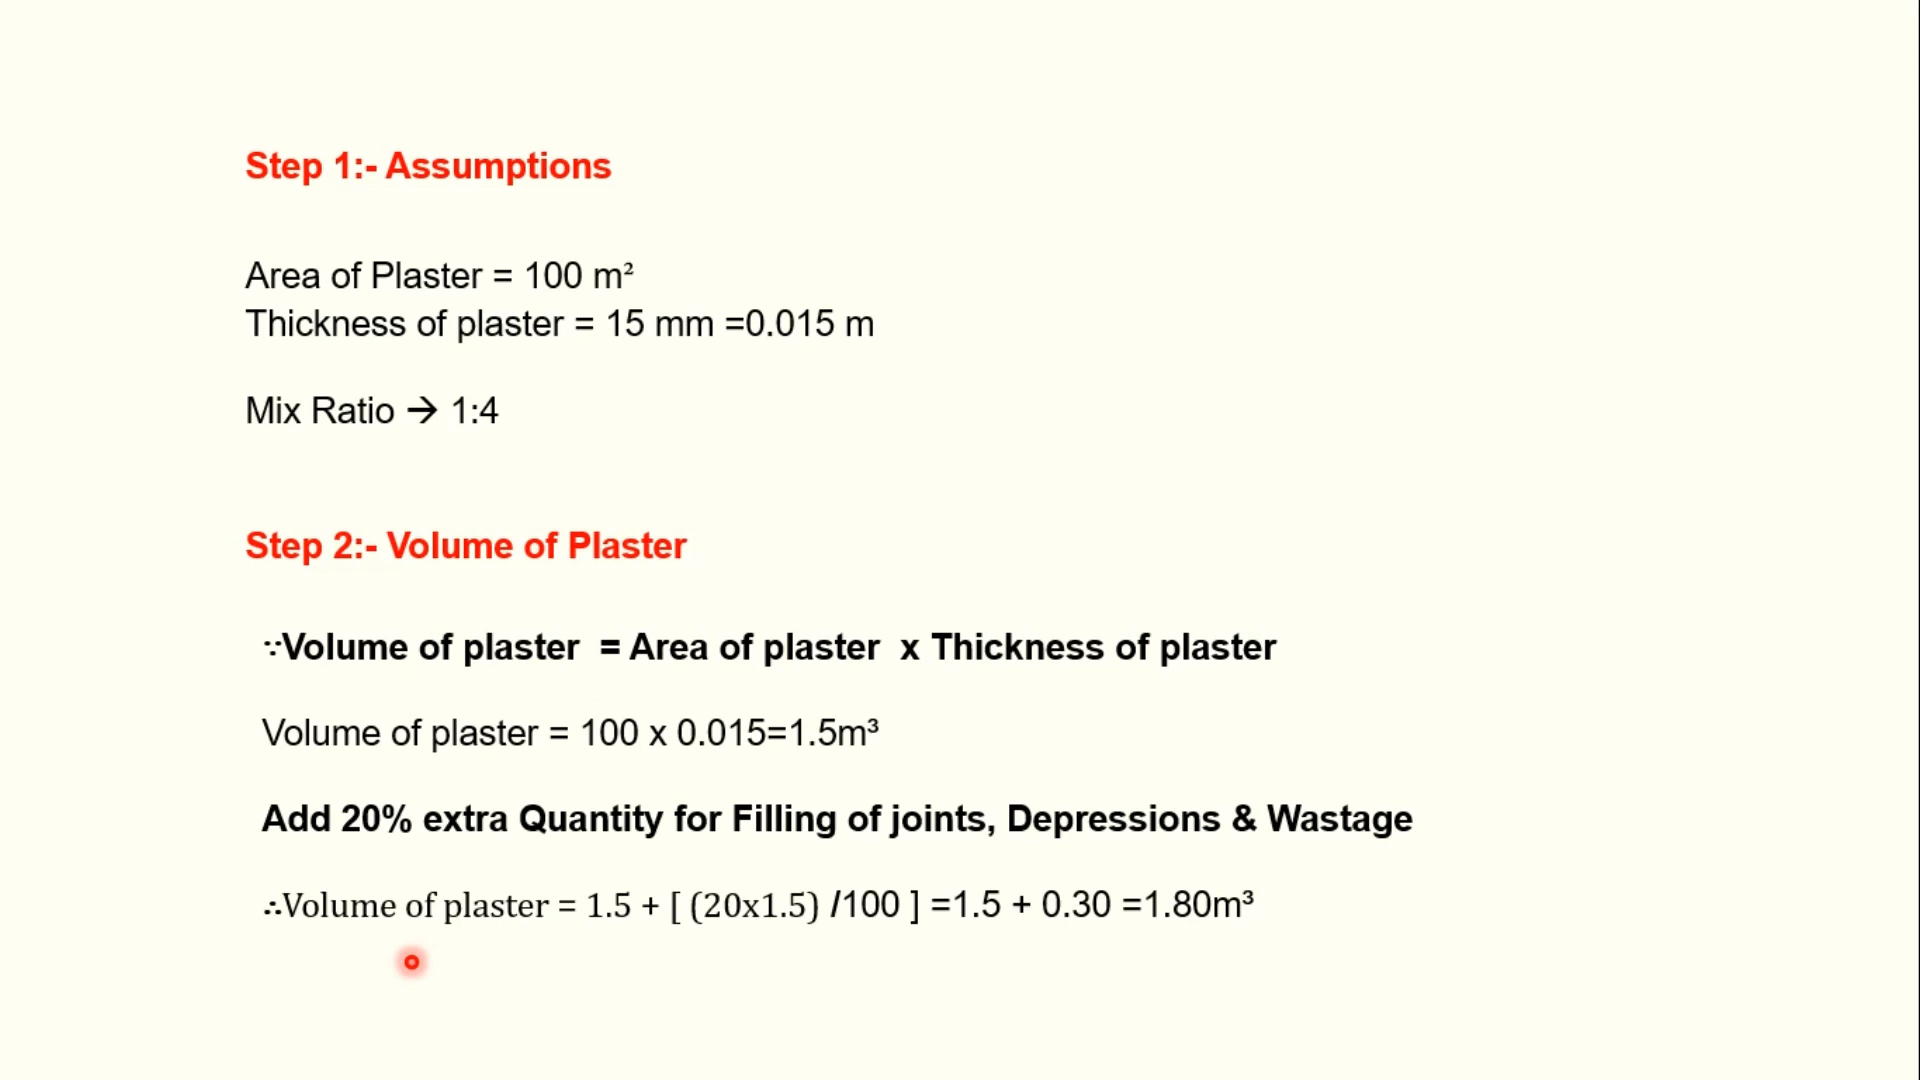 Step 1:- Assumptions
Area of Plaster = 100 m²
Thickness of plaster = 15 mm =0.015 m
Mix Ratio → 1:4
Step 2:- Volume of Plaster
∵Volume of plaster = Area of plaster x Thickness of plaster
Volume of plaster = 100 x 0.015=1.5m³
Add 20% extra Quantity for Filling of joints, Depressions & Wastage
∴Volume of plaster = 1.5 + [ (20x1.5) /100 ] =1.5 + 0.30 =1.80m³